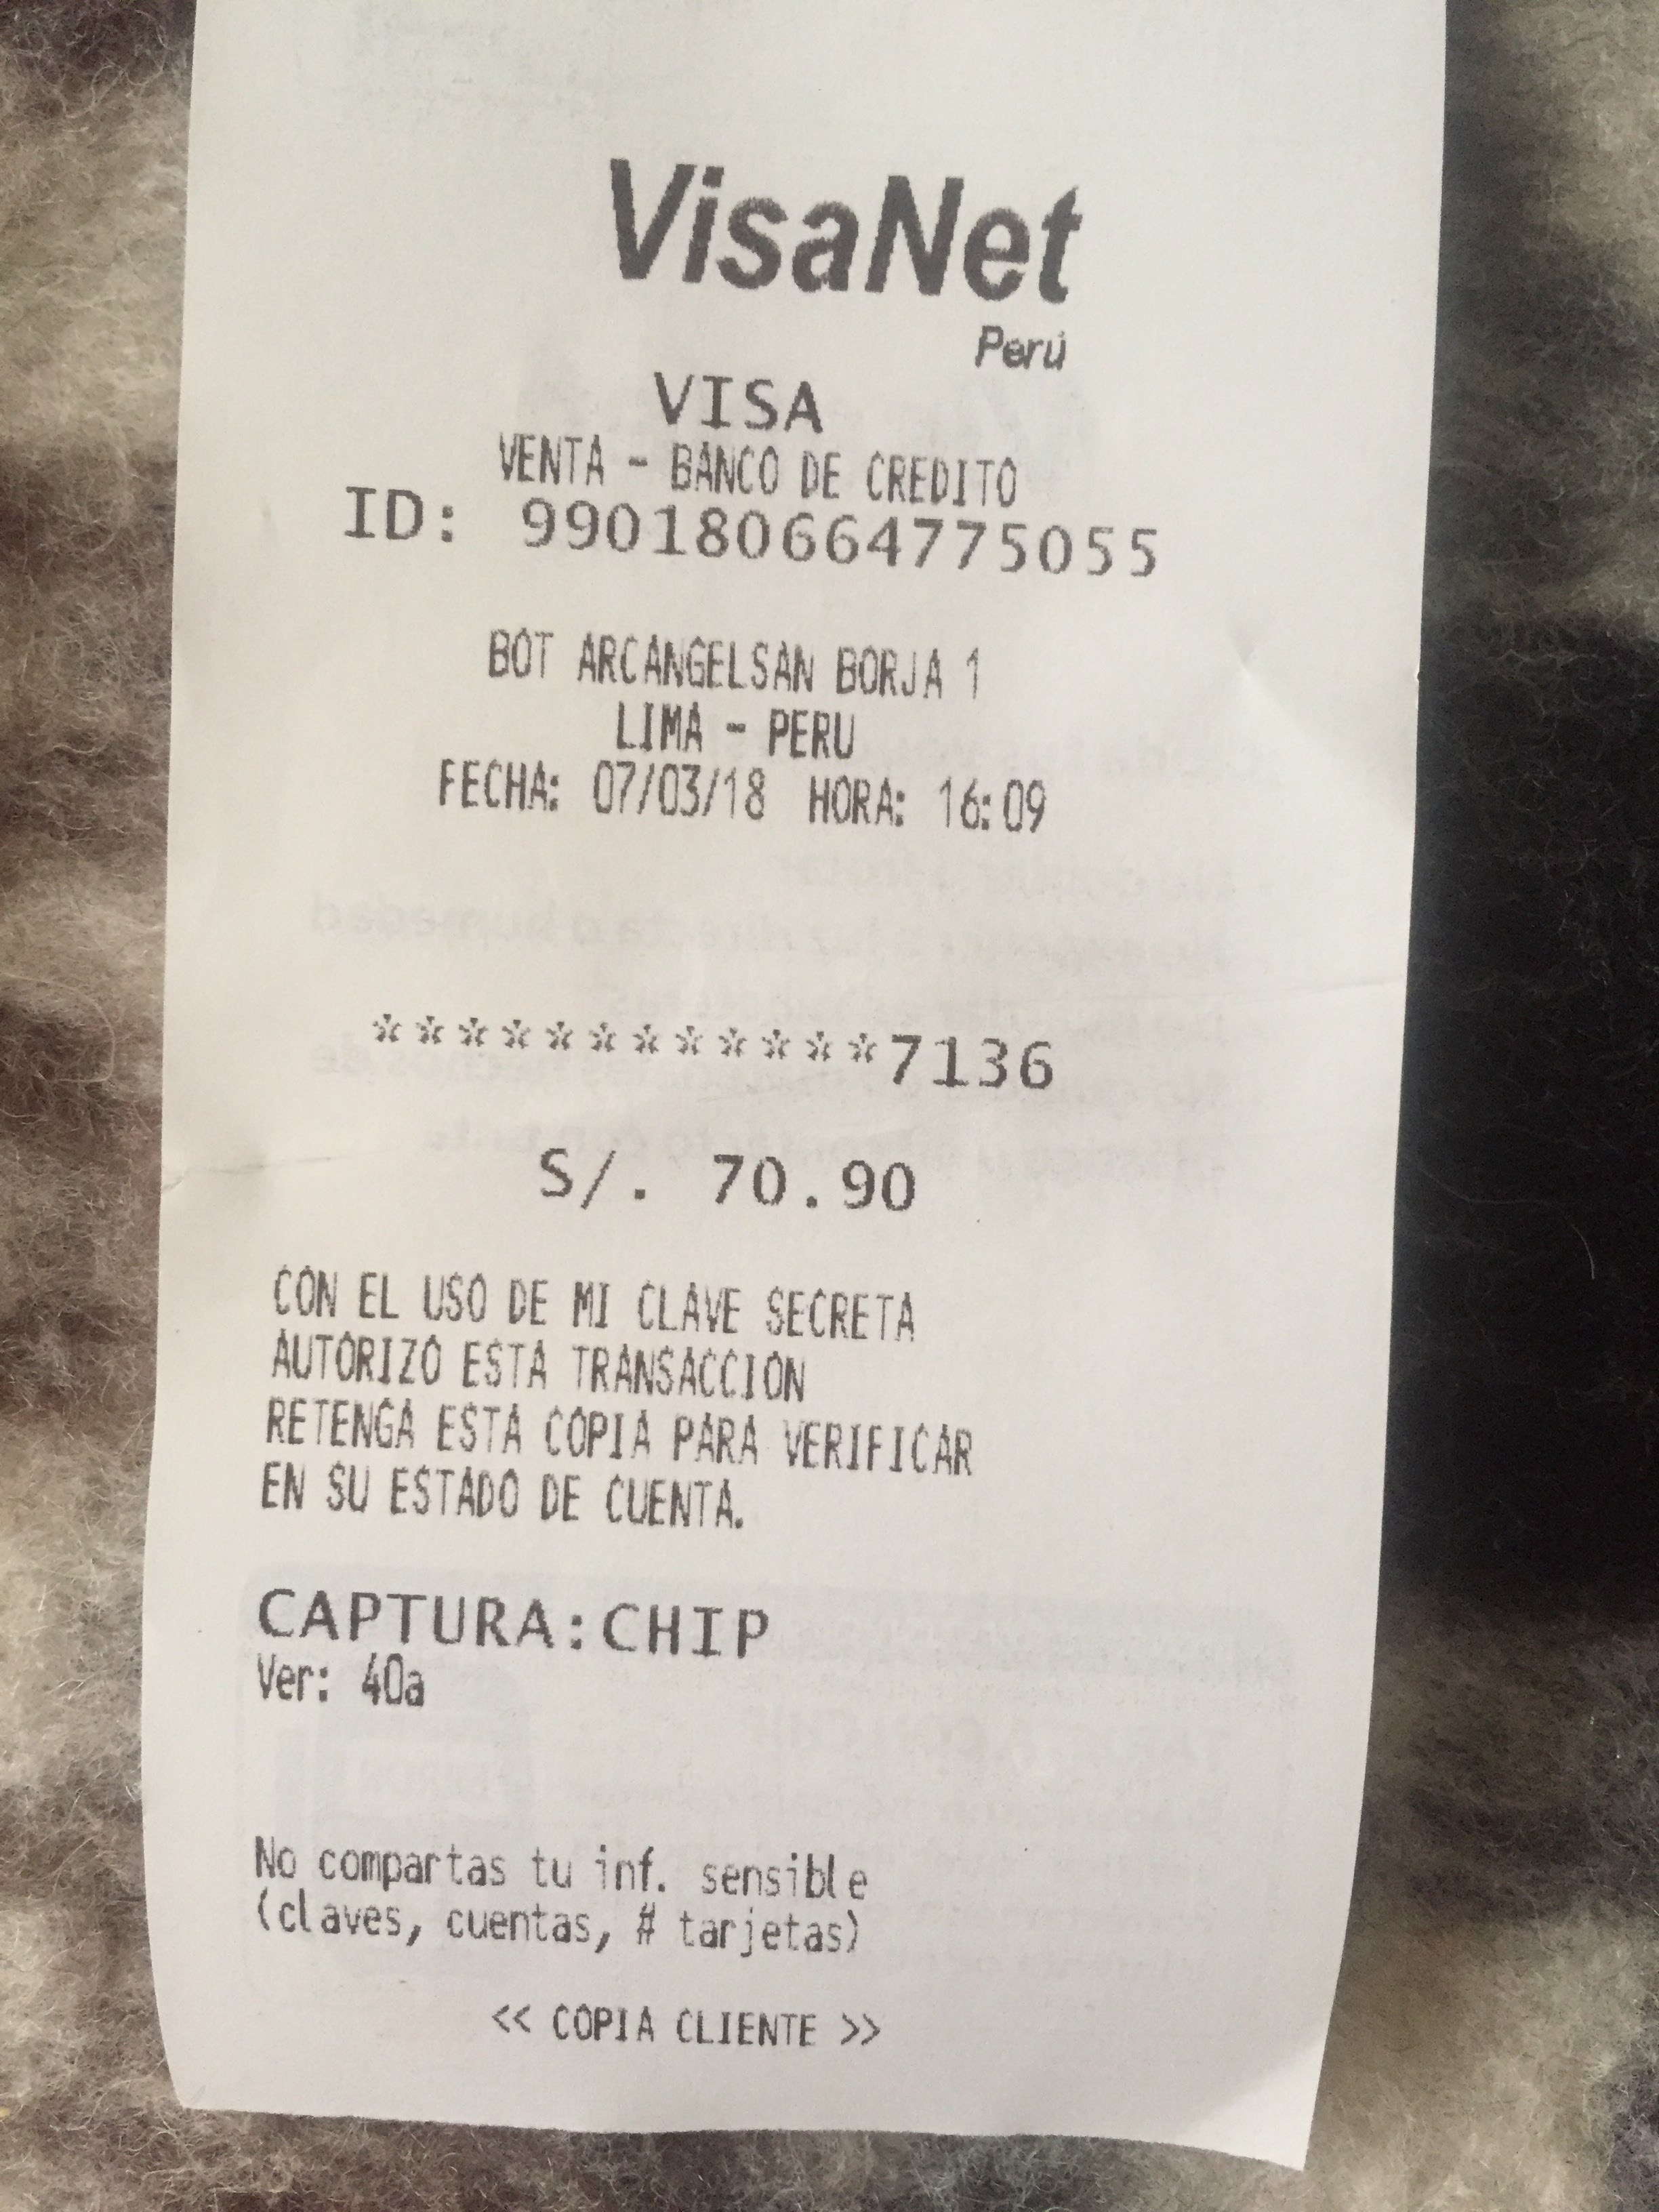 VisaNet
Perú
VISA
VENTA - BANCO DE CREDITO
ID: 990180664775055
BOT ARCANGELSAN BORJA 1
LIMA - PERU
FECHA: 07/03/18 HORA: 16:09
************7136
S/. 70.90
CON EL USO DE MI CLAVE SECRETA
AUTORIZO ESTA TRANSACCION
RETENGA ESTA COPIA PARA VERIFICAR
EN SU ESTADO DE CUENTA.
CAPTURA:CHIP
Ver: 40a
No compartas tu inf. sensible
(claves, cuentas, # tarjetas)
<< COPIA CLIENTE >>